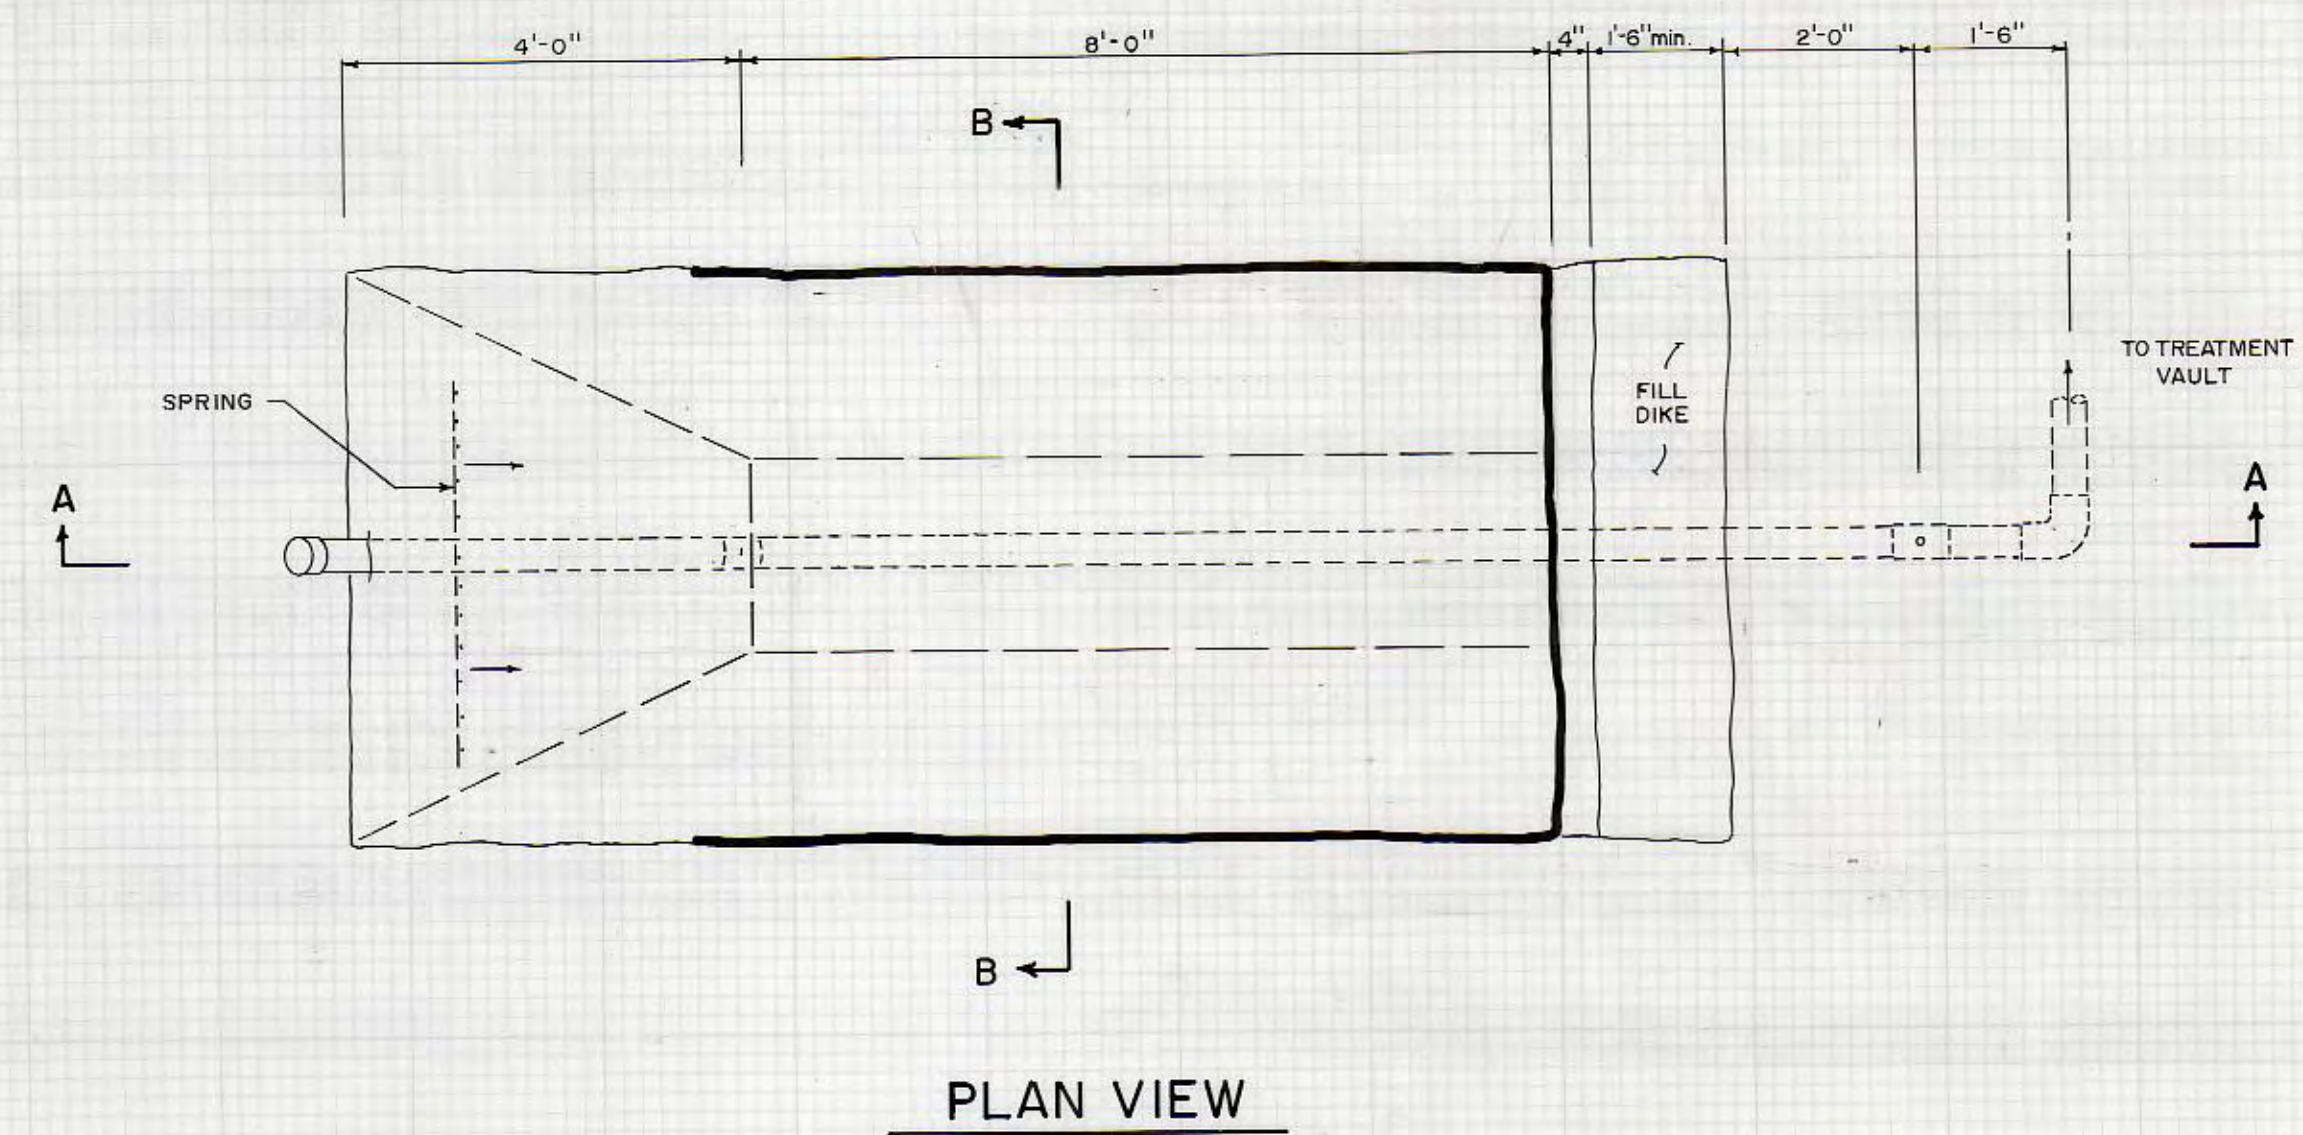 4'-0"
8'-0"
4"
1'-6" min.
2'-0"
1'-6"
B
TO TREATMENT
VAULT
SPRING
FILL
DIKE
A
A
B
PLAN VIEW